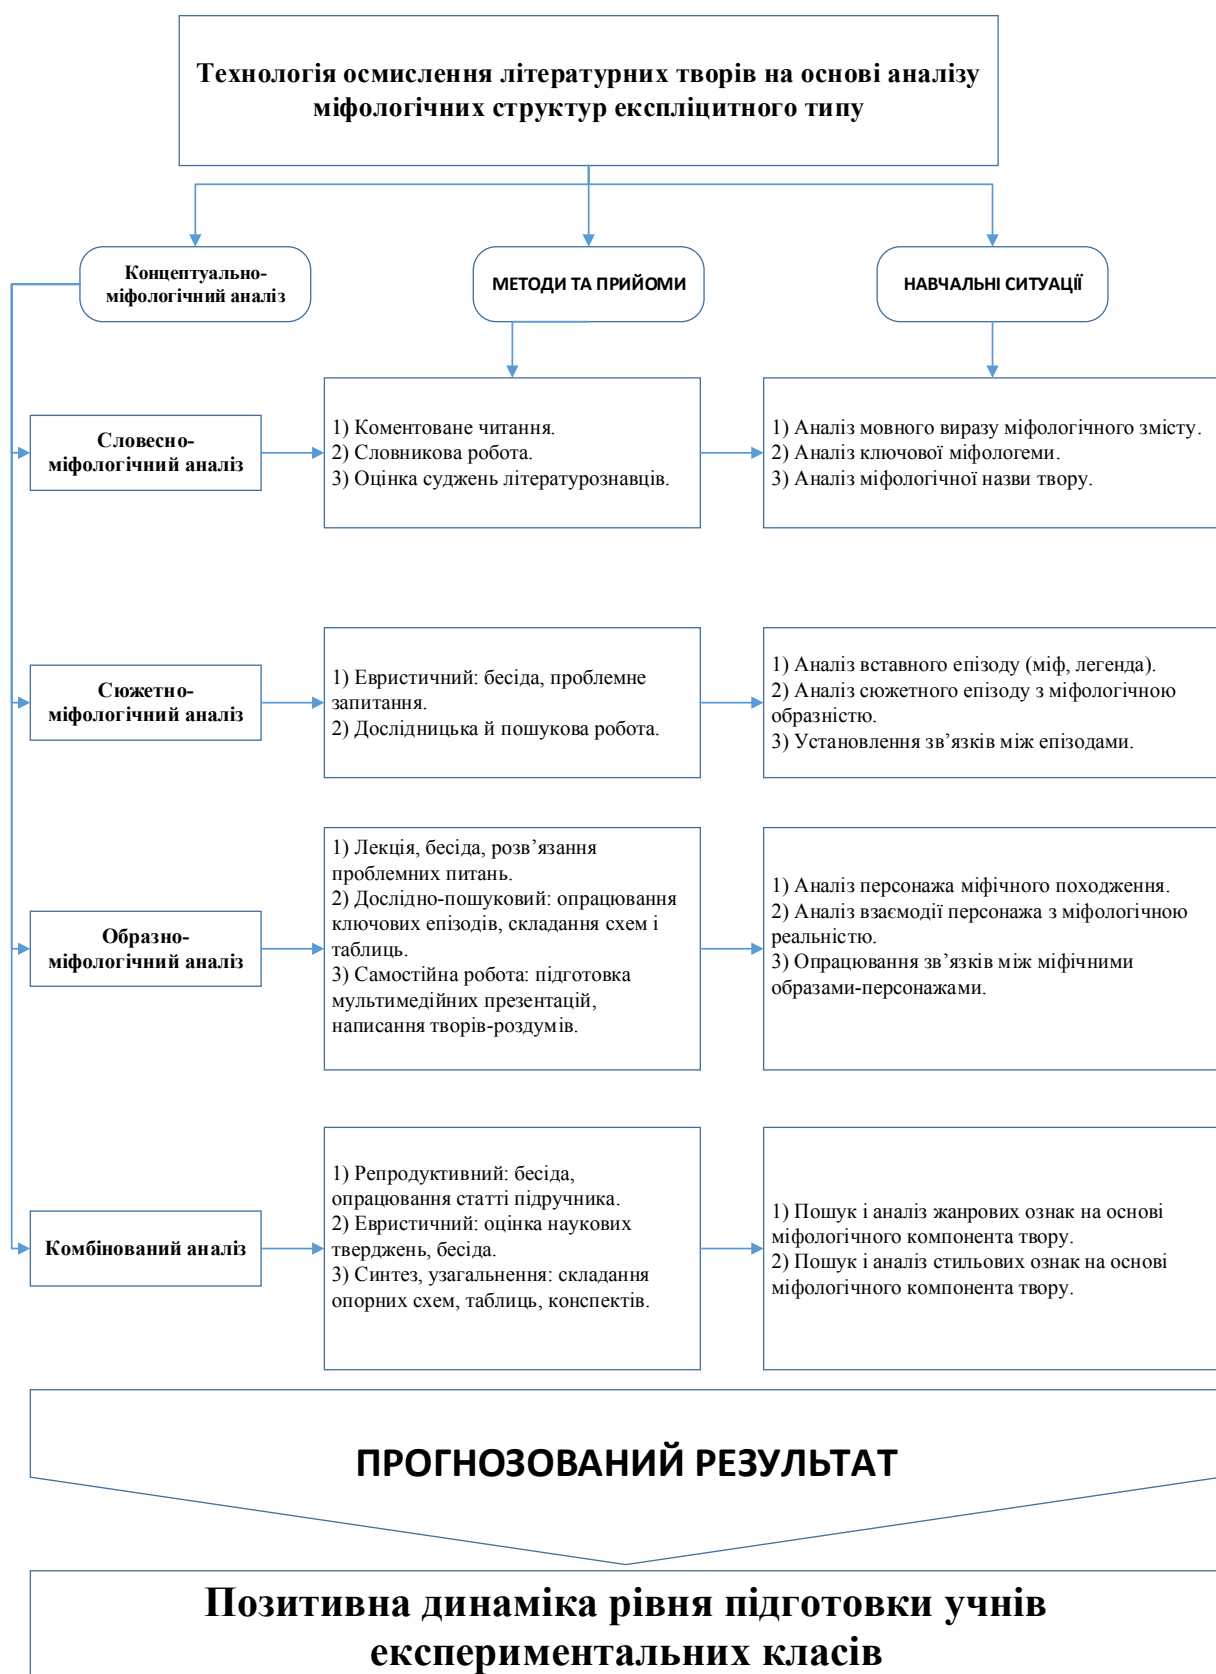 Технологія осмислення літературних творів на основі аналізу
міфологічних структур експліцитного типу
Концептуально-
міфологічний аналіз
МЕТОДИ ТА ПРИЙОМИ
НАВЧАЛЬНІ СИТУАЦІЇ
Словесно-
міфологічний аналіз
1) Коментоване читання.
2) Словникова робота.
3) Оцінка суджень літературознавців.
1) Аналіз мовного виразу міфологічного змісту.
2) Аналіз ключової міфологеми.
3) Аналіз міфологічної назви твору.
Сюжетно-
міфологічний аналіз
1) Евристичний: бесіда, проблемне
запитання.
2) Дослідницька й пошукова робота.
1) Аналіз вставного епізоду (міф, легенда).
2) Аналіз сюжетного епізоду з міфологічною
образністю.
3) Установлення зв’язків між епізодами.
Образно-
міфологічний аналіз
1) Лекція, бесіда, розв’язання
проблемних питань.
2) Дослідно-пошуковий: опрацювання
ключових епізодів, складання схем і
таблиць.
3) Самостійна робота: підготовка
мультимедійних презентацій,
написання творів-роздумів.
1) Аналіз персонажа міфічного походження.
2) Аналіз взаємодії персонажа з міфологічною
реальністю.
3) Опрацювання зв’язків між міфічними
образами-персонажами.
Комбінований аналіз
1) Репродуктивний: бесіда,
опрацювання статті підручника.
2) Евристичний: оцінка наукових
тверджень, бесіда.
3) Синтез, узагальнення: складання
опорних схем, таблиць, конспектів.
1) Пошук і аналіз жанрових ознак на основі
міфологічного компонента твору.
2) Пошук і аналіз стильових ознак на основі
міфологічного компонента твору.
ПРОГНОЗОВАНИЙ РЕЗУЛЬТАТ
Позитивна динаміка рівня підготовки учнів
експериментальних класів